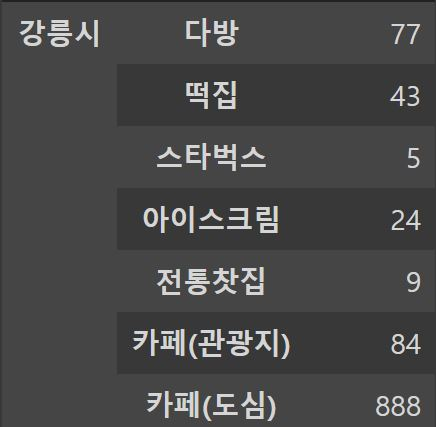 강릉시 다방 77
떡집 43
스타벅스 5
아이스크림 24
전통찻집 9
카페(관광지) 84
카페(도심) 888